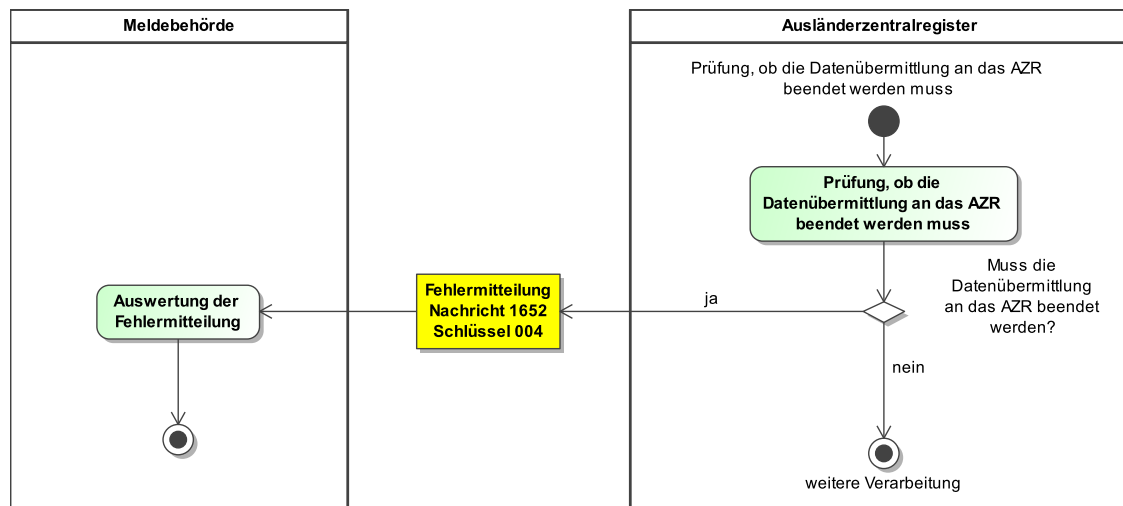 Meldebehörde
Ausländerzentralregister
Prüfung, ob die Datenübermittlung an das AZR
beendet werden muss
Prüfung, ob die
Datenübermittlung an das AZR
beendet werden muss
Muss die
Datenübermittlung
an das AZR beendet
werden?
ja
Fehlermitteilung
Nachricht 1652
Schlüssel 004
Auswertung der
Fehlermitteilung
nein
weitere Verarbeitung